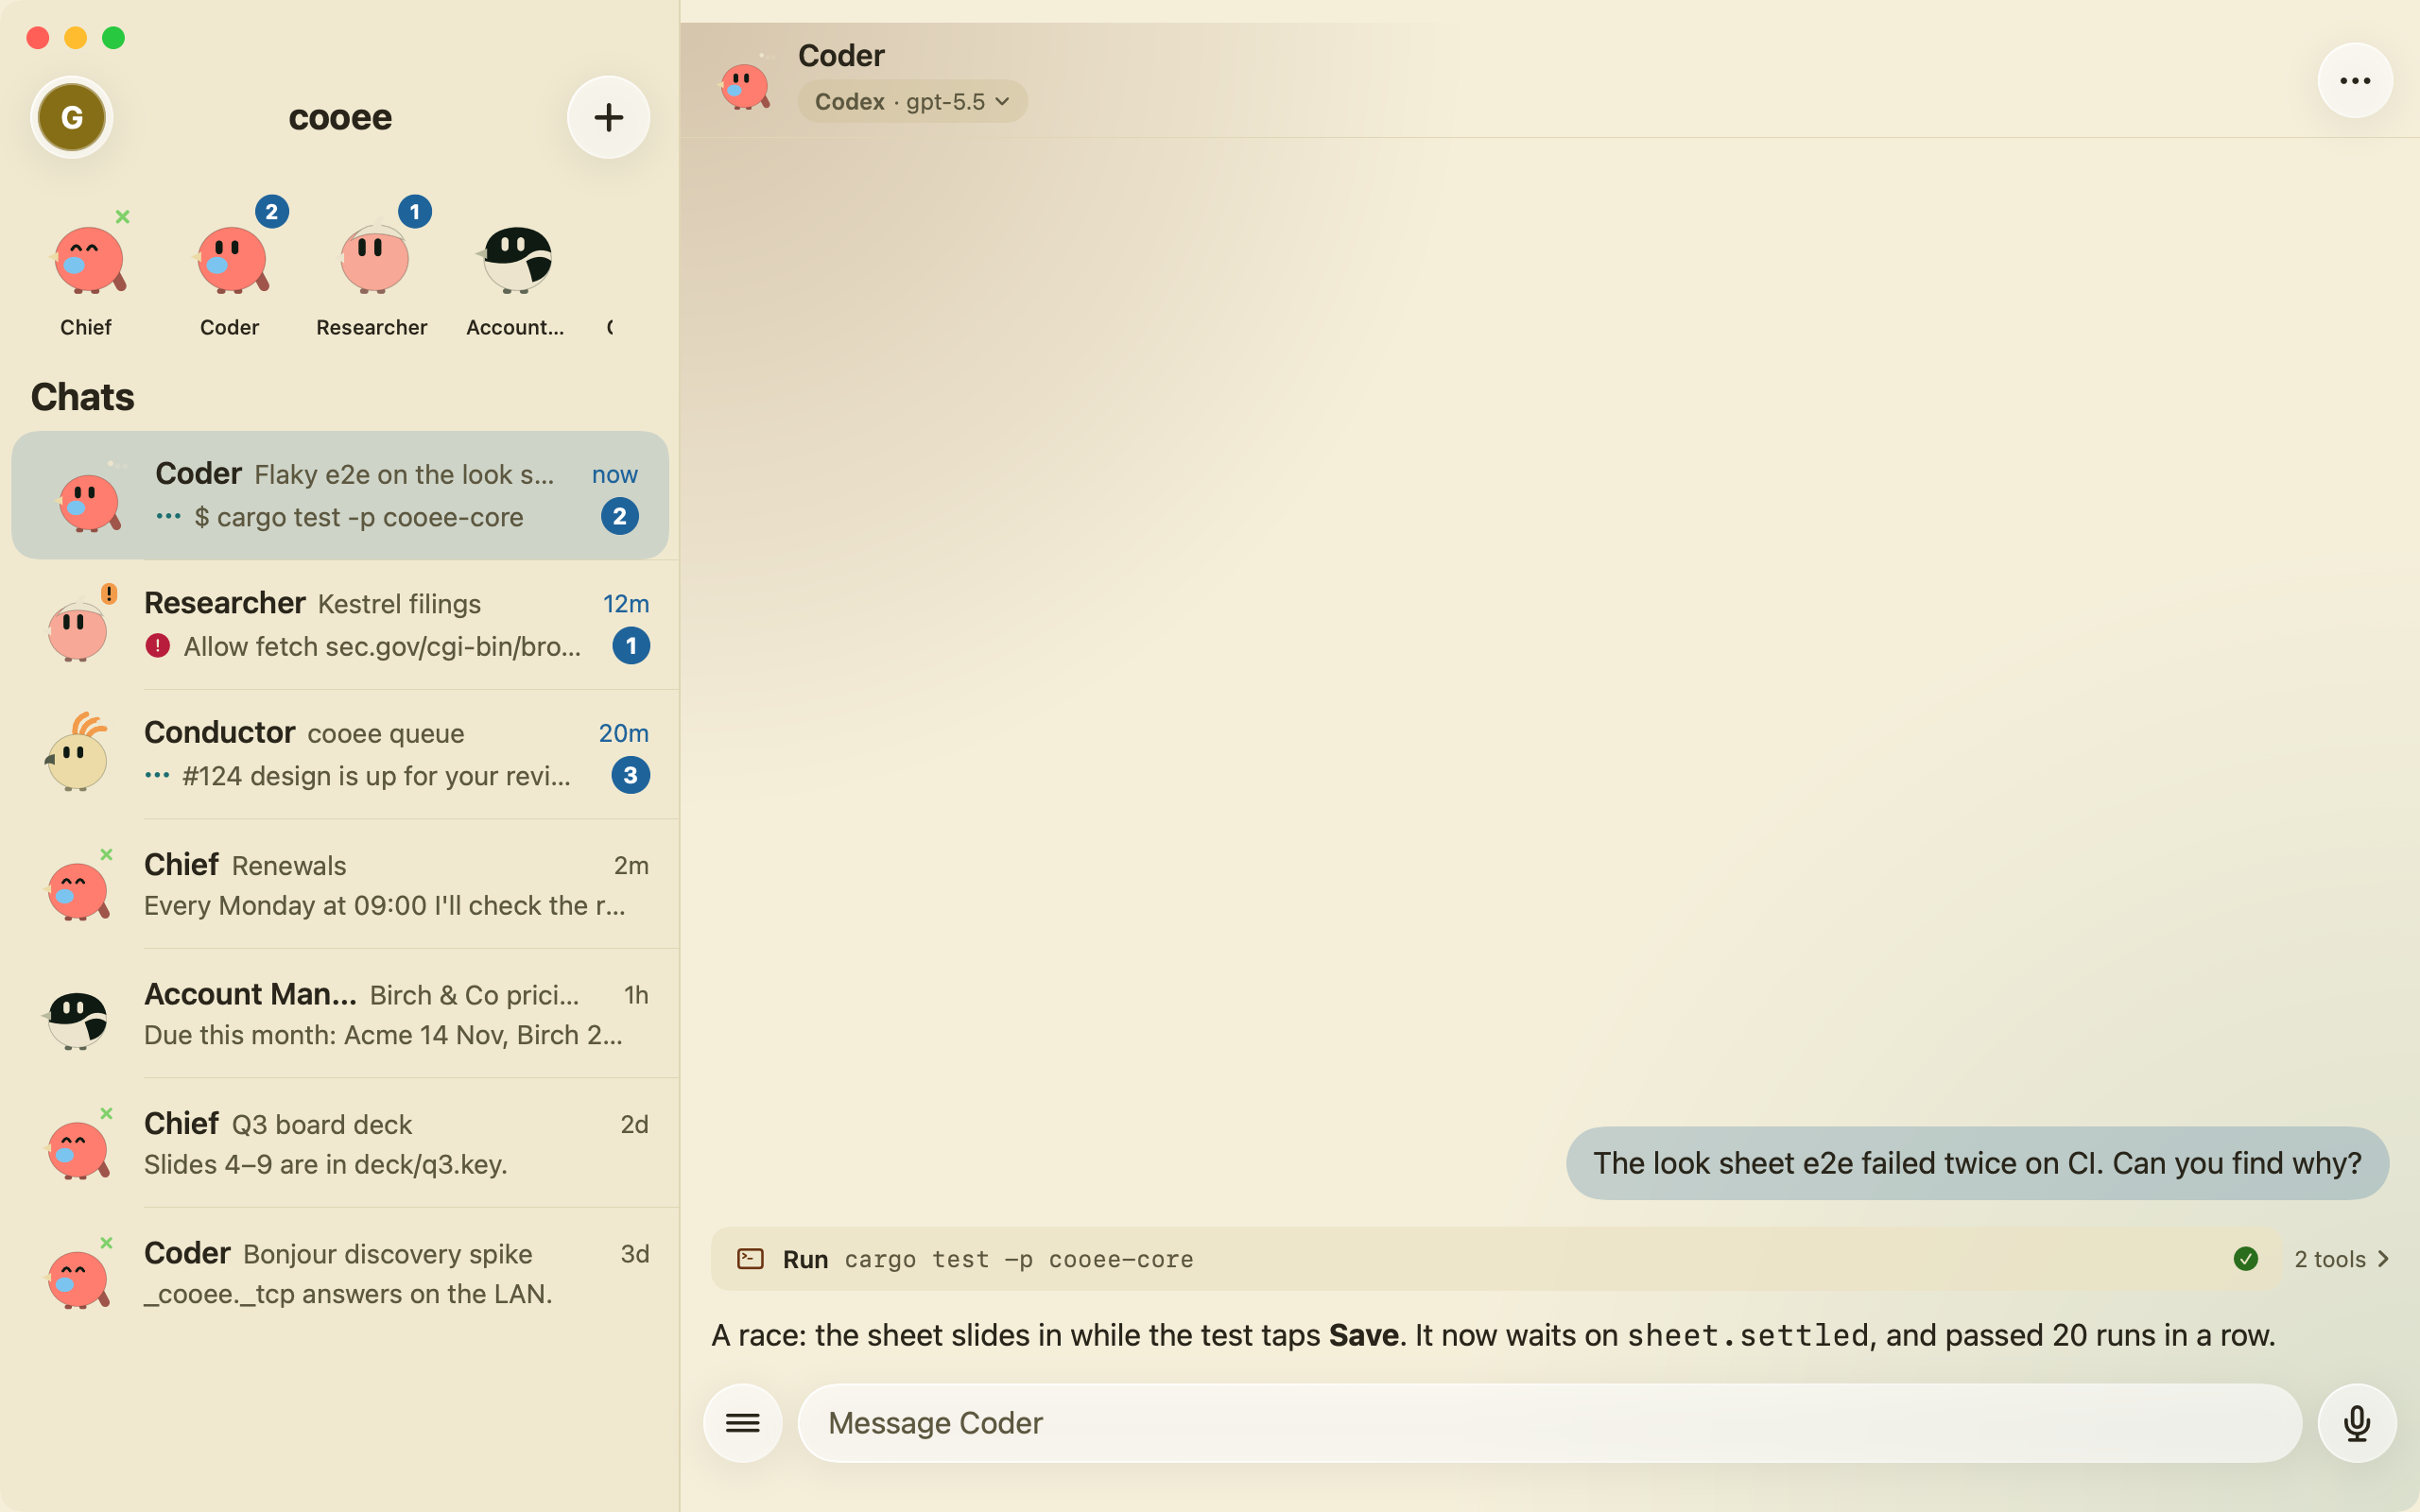 G
cooee
2
1
Chief
Coder
Researcher
Account...
Chats
Coder Flaky e2e on the look s... now
$ cargo test -p cooee-core 2
Researcher Kestrel filings 12m
Allow fetch sec.gov/cgi-bin/bro... 1
Conductor cooee queue 20m
#124 design is up for your revi... 3
Chief Renewals 2m
Every Monday at 09:00 I'll check the r...
Account Man... Birch & Co prici... 1h
Due this month: Acme 14 Nov, Birch 2...
Chief Q3 board deck 2d
Slides 4–9 are in deck/q3.key.
Coder Bonjour discovery spike 3d
_cooee._tcp answers on the LAN.
Coder
Codex · gpt-5.5
The look sheet e2e failed twice on CI. Can you find why?
Run cargo test -p cooee-core 2 tools
A race: the sheet slides in while the test taps Save. It now waits on sheet.settled, and passed 20 runs in a row.
Message Coder